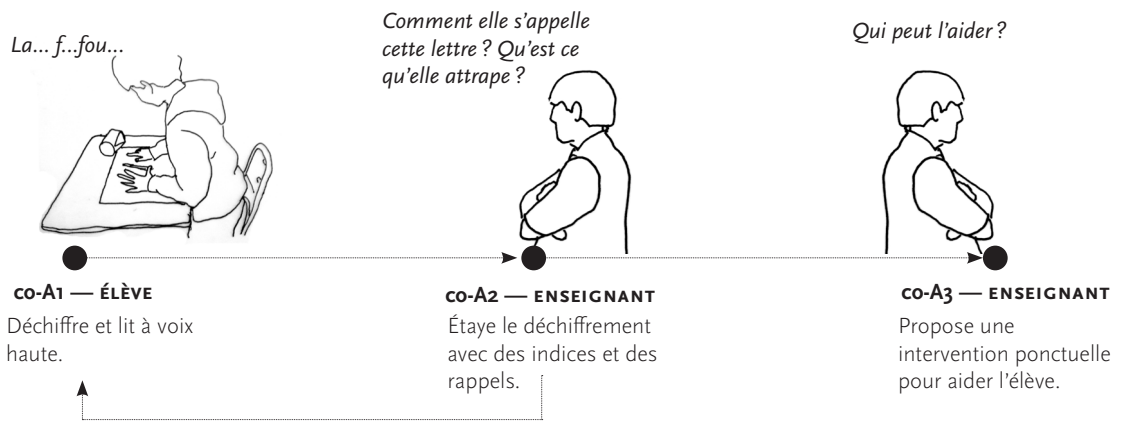 La... f...fou...
Comment elle s'appelle
cette lettre ? Qu'est ce
qu'elle attrape ?
Qui peut l'aider ?
co-A1 — ÉLÈVE
Déchiffre et lit à voix
haute.
co-A2 — ENSEIGNANT
Étaye le déchiffrement
avec des indices et des
rappels.
co-A3 — ENSEIGNANT
Propose une
intervention ponctuelle
pour aider l'élève.